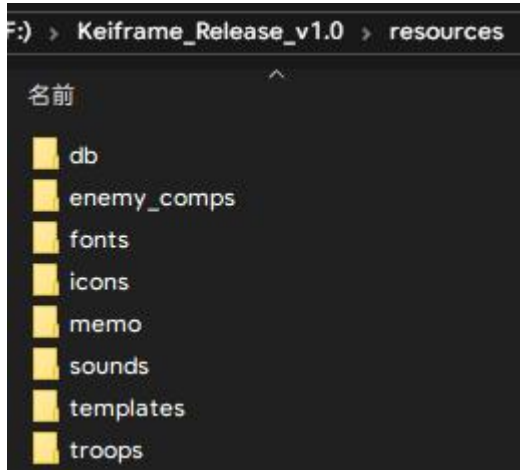 F:) > Keiframe_Release_v1.0 > resources
名前
db
enemy_comps
fonts
icons
memo
sounds
templates
troops